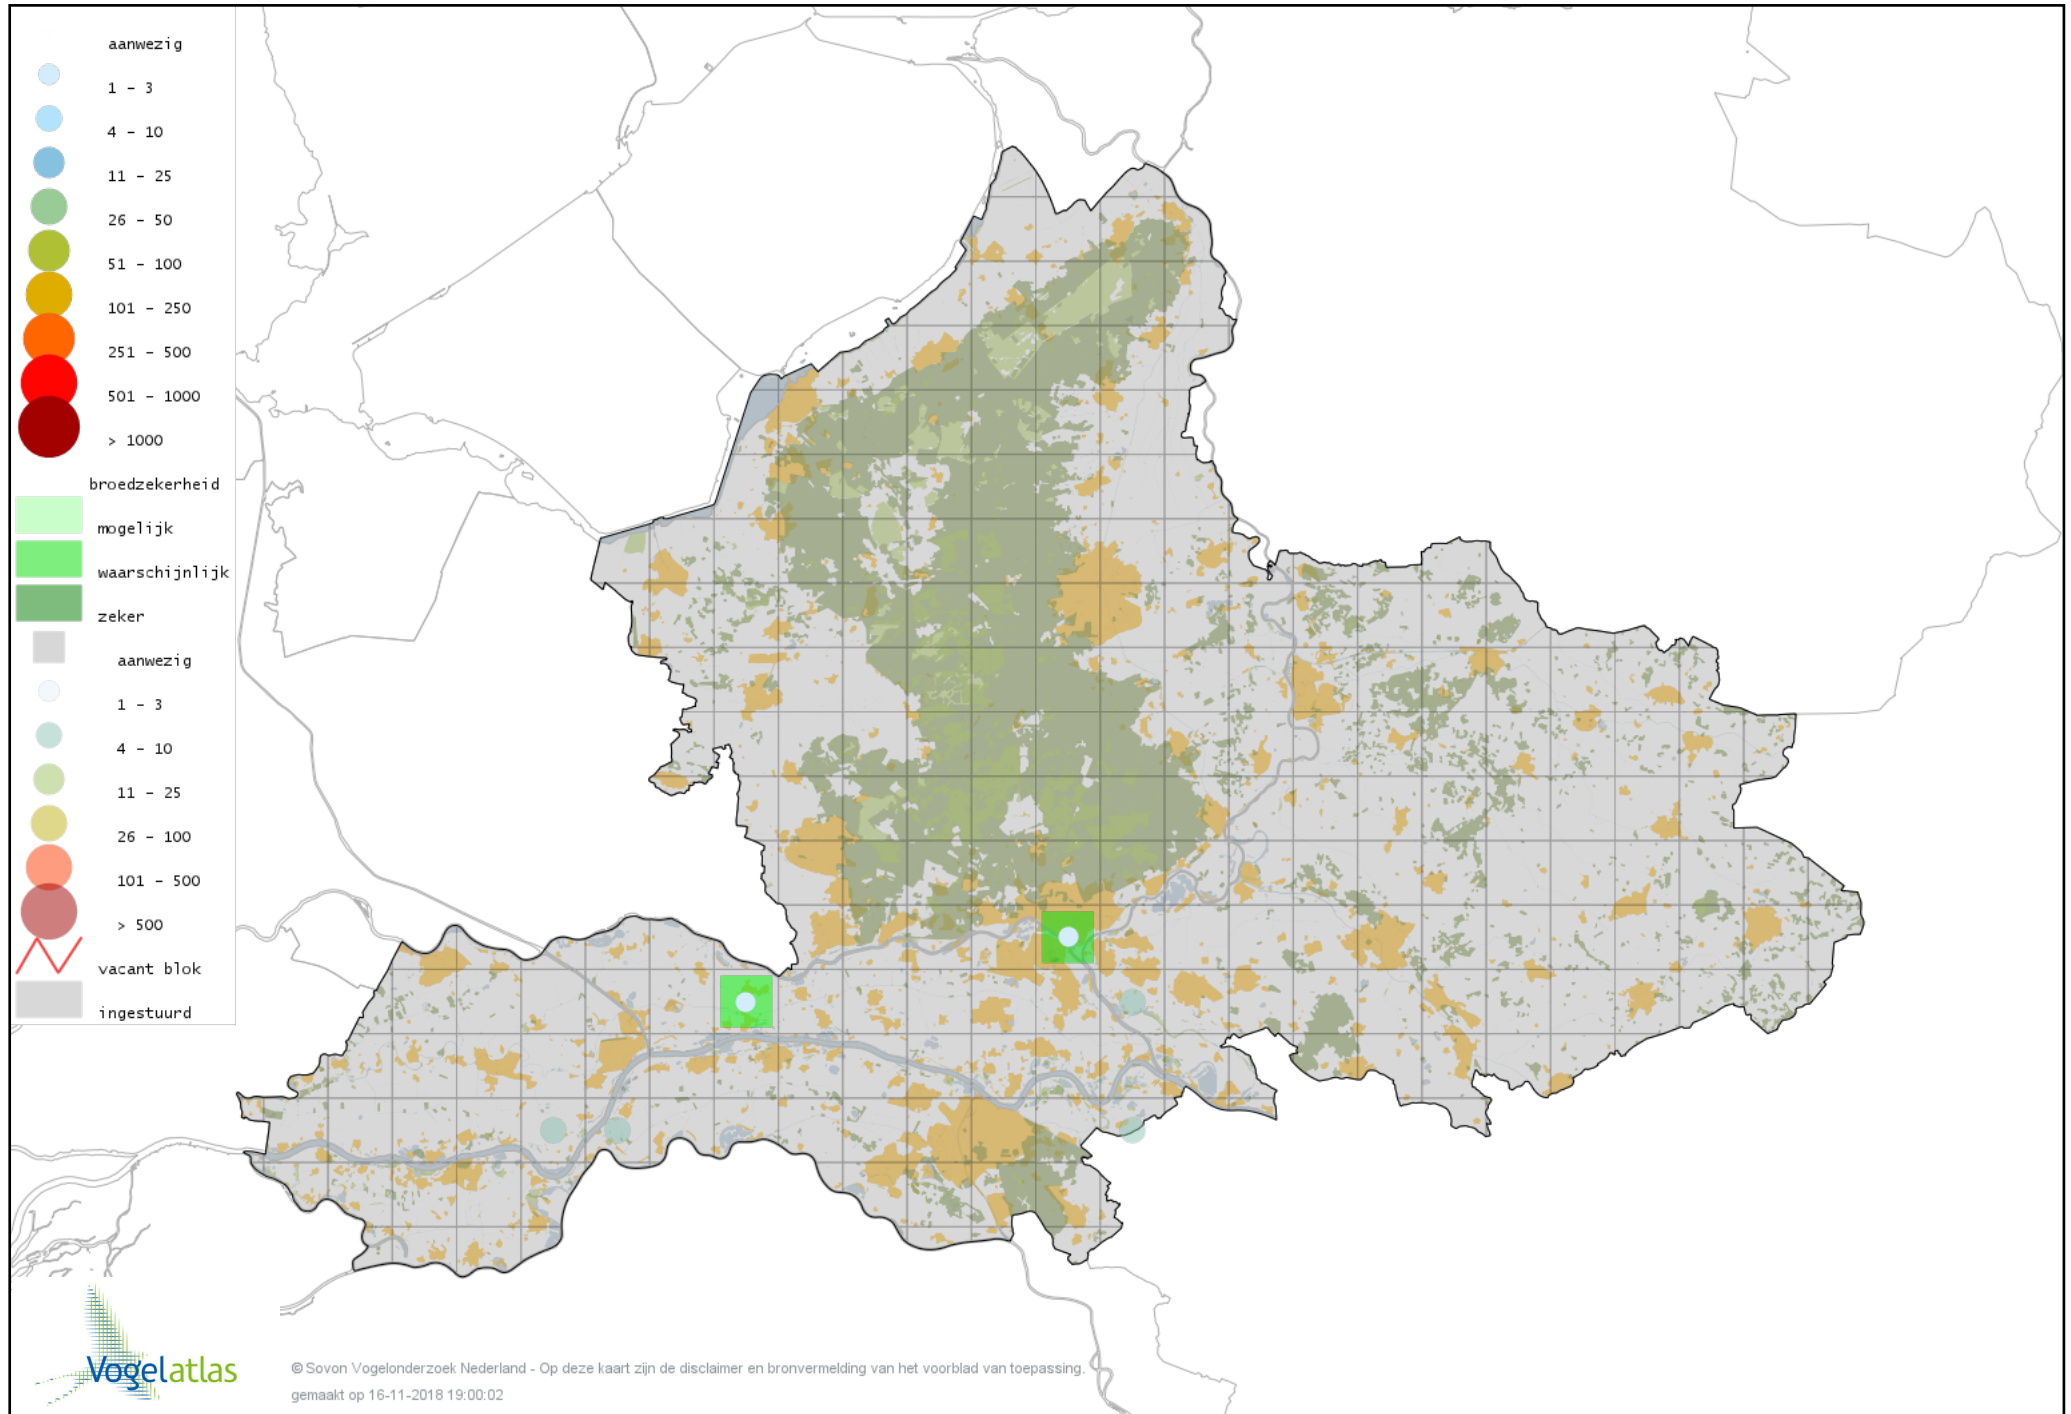 aanwezig
1 - 3
4 - 10
11 - 25
26 - 50
51 - 100
101 - 250
251 - 500
501 - 1000
> 1000
broedzekerheid
mogelijk
waarschijnlijk
zeker
aanwezig
1 - 3
4 - 10
11 - 25
26 - 100
101 - 500
> 500
vacant blok
ingestuurd
Vogelatlas
© Sovon Vogelonderzoek Nederland - Op deze kaart zijn de disclaimer en bronvermelding van het voorblad van toepassing.
gemaakt op 16-11-2018 19:00:02